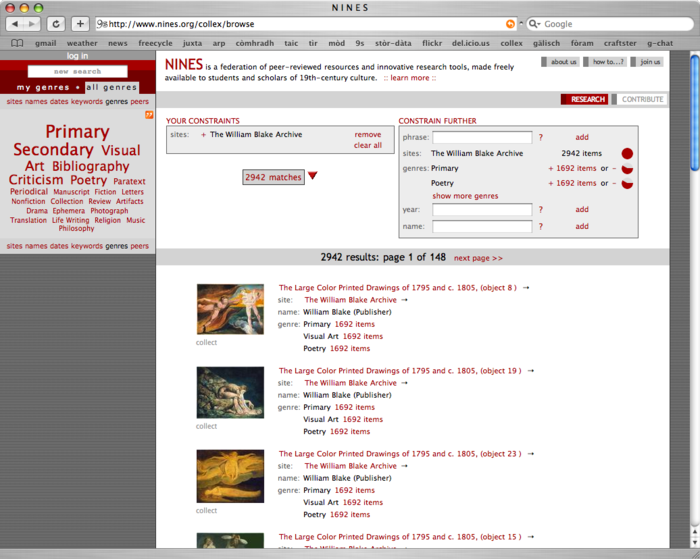 NINES
http://www.nines.org/collex/browse
Google
gmail weather news freecycle juxta arp còmhradh taic tìr mòd 9s stòr-dàta flickr del.icio.us collex gälisch fòram craftster g-chat
log in
new search
my genres • all genres
sites names dates keywords genres peers
Primary
Secondary Visual
Art Bibliography
Criticism Poetry Paratext
Periodical Manuscript Fiction Letters
Nonfiction Collection Review Artifacts
Drama Ephemera Photograph
Translation Life Writing Religion Music
Philosophy
sites names dates keywords genres peers
NINES is a federation of peer-reviewed resources and innovative research tools, made freely
available to students and scholars of 19th-century culture. :: learn more ::
about us how to...? join us
RESEARCH CONTRIBUTE
YOUR CONSTRAINTS
sites: + The William Blake Archive remove
clear all
2942 matches
CONSTRAIN FURTHER
phrase: ? add
sites: The William Blake Archive 2942 items
genres: Primary + 1692 items or -
Poetry + 1692 items or -
show more genres
year: ? add
name: ? add
2942 results: page 1 of 148 next page >>
The Large Color Printed Drawings of 1795 and c. 1805, (object 8 ) →
site: The William Blake Archive →
name: William Blake (Publisher)
genre: Primary 1692 items
Visual Art 1692 items
Poetry 1692 items
collect
The Large Color Printed Drawings of 1795 and c. 1805, (object 19 ) →
site: The William Blake Archive →
name: William Blake (Publisher)
genre: Primary 1692 items
Visual Art 1692 items
Poetry 1692 items
collect
The Large Color Printed Drawings of 1795 and c. 1805, (object 23 ) →
site: The William Blake Archive →
name: William Blake (Publisher)
genre: Primary 1692 items
Visual Art 1692 items
Poetry 1692 items
collect
The Large Color Printed Drawings of 1795 and c. 1805, (object 15 ) →